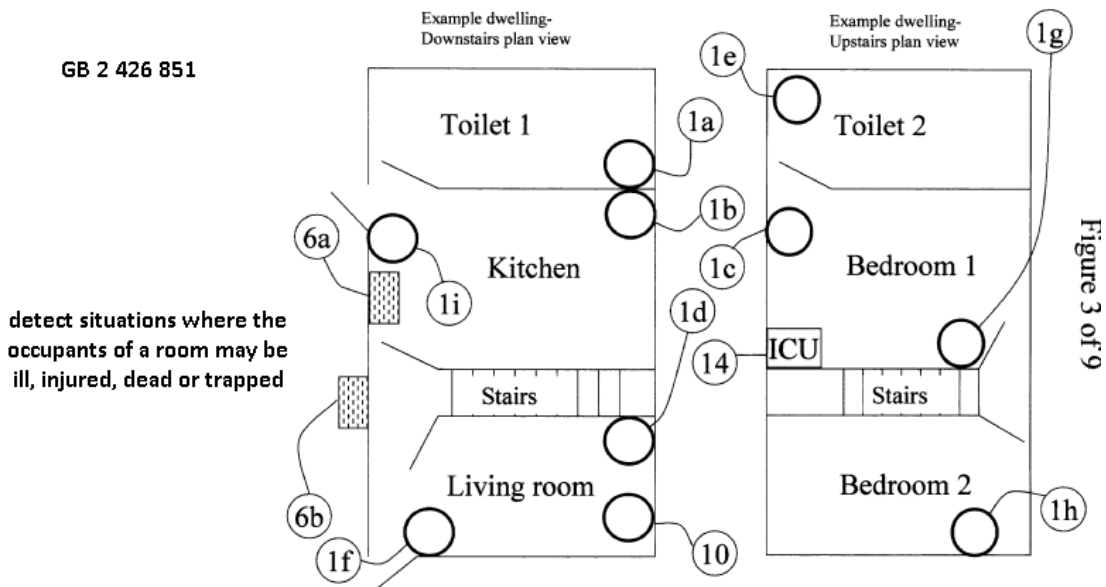 GB 2 426 851
Example dwelling-
Downstairs plan view
Example dwelling-
Upstairs plan view
1g
1e
Toilet 1
1a
Toilet 2
6a
1b
Kitchen
1c
Bedroom 1
1i
1d
detect situations where the
occupants of a room may be
ill, injured, dead or trapped
14
ICU
Stairs
Stairs
Living room
Bedroom 2
6b
1f
10
1h
Figure 3 of 9